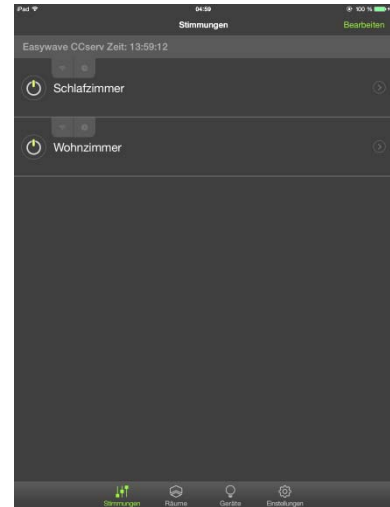 iPad 04:59 100 %
Stimmungen Bearbeiten
Easywave CCserv Zeit: 13:59:12
Schlafzimmer
Wohnzimmer
Stimmungen Räume Geräte Einstellungen